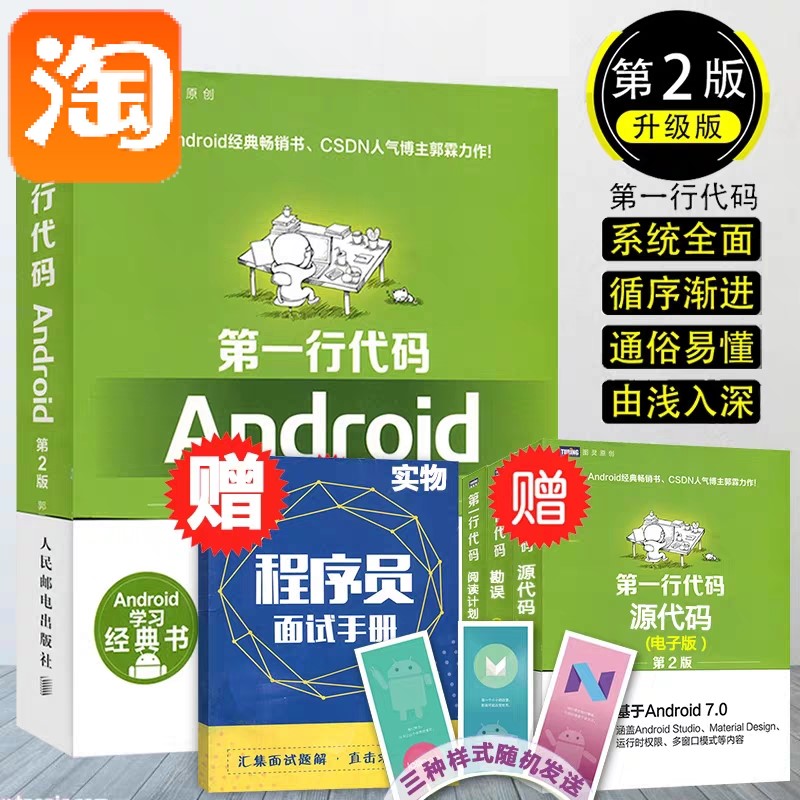 淘
原创
Android经典畅销书、CSDN人气博主郭霖力作!
第一行代码
Android
行代码 Android 第2版 郭
人民邮电出版社
Android
学习
经典书
第2版
升级版
第一行代码
系统全面
循序渐进
通俗易懂
由浅入深
赠
实物
程序员
面试手册
汇集面试题解·直击
赠
第一行代码 阅读计划
代码 勘误
码 源代码
TURING 图灵原创
Android经典畅销书、CSDN人气博主郭霖力作!
第一行代码
源代码
(电子版)
第2版
基于Android 7.0
涵盖Android Studio、Material Design、
运行时权限、多窗口模式等内容
三种样式随机发送